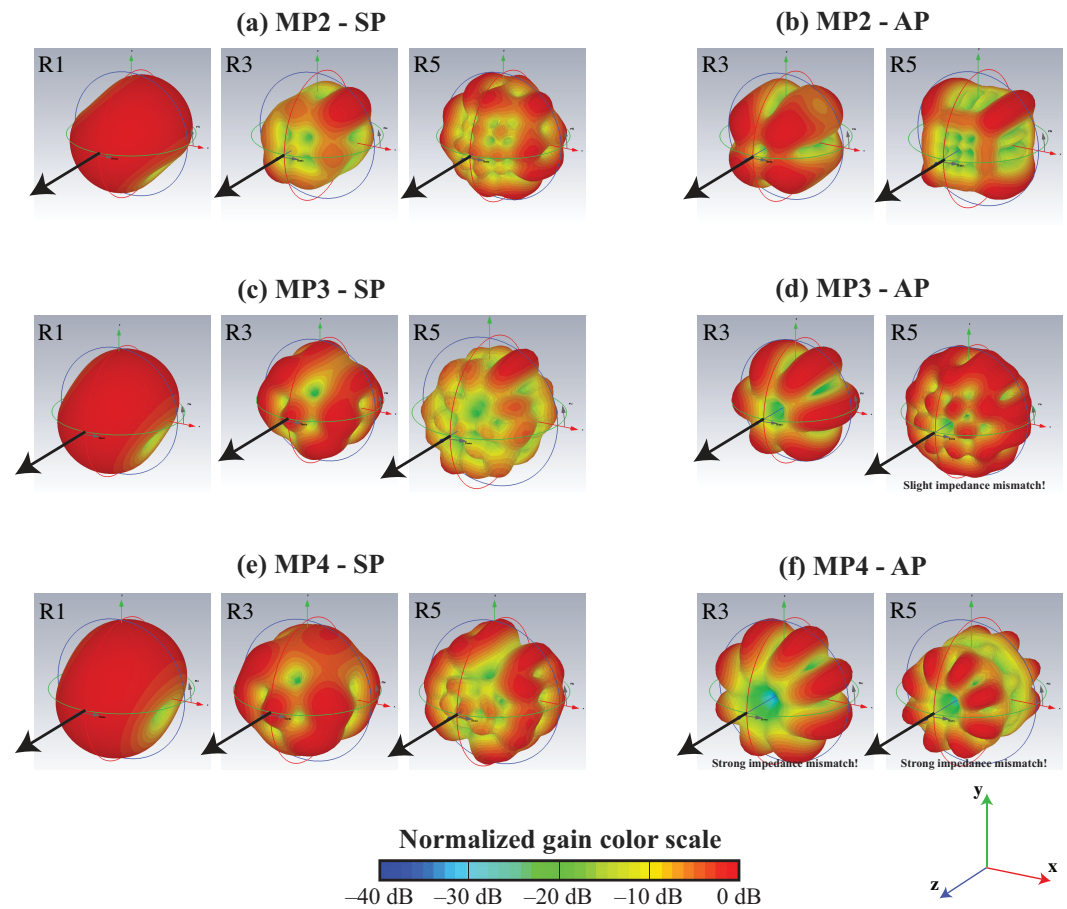 (a) MP2 - SP
(b) MP2 - AP
R1
R3
R5
R3
R5
(c) MP3 - SP
(d) MP3 - AP
R1
R3
R5
R3
R5
Slight impedance mismatch!
(e) MP4 - SP
(f) MP4 - AP
R1
R3
R5
R3
R5
Strong impedance mismatch!
Strong impedance mismatch!
y
x
z
Normalized gain color scale
–40 dB –30 dB –20 dB –10 dB 0 dB